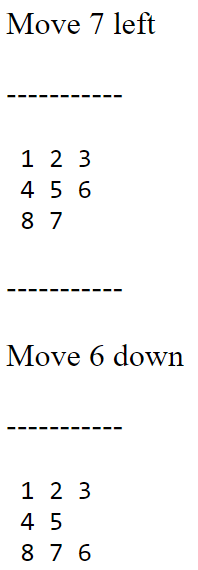 Move 7 left
-----------
1 2 3
4 5 6
8 7
-----------
Move 6 down
-----------
1 2 3
4 5
8 7 6